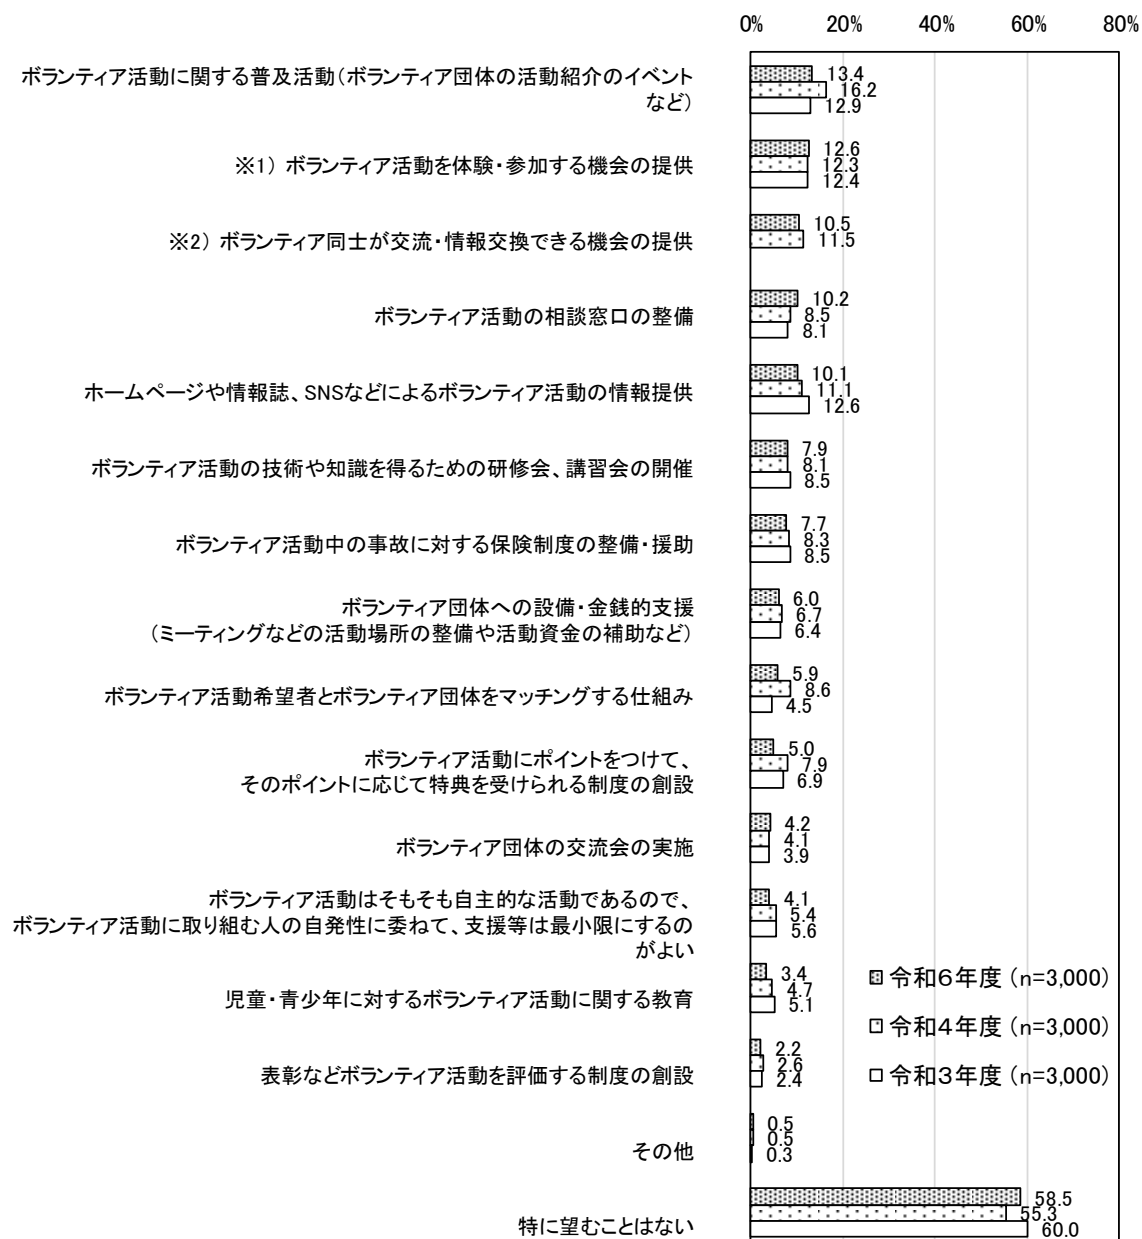 0% 20% 40% 60% 80%
ボランティア活動に関する普及活動（ボランティア団体の活動紹介のイベント
など）
13.4
16.2
12.9
※1） ボランティア活動を体験・参加する機会の提供
12.6
12.3
12.4
※2） ボランティア同士が交流・情報交換できる機会の提供
10.5
11.5
ボランティア活動の相談窓口の整備
10.2
8.5
8.1
ホームページや情報誌、SNSなどによるボランティア活動の情報提供
10.1
11.1
12.6
ボランティア活動の技術や知識を得るための研修会、講習会の開催
7.9
8.1
8.5
ボランティア活動中の事故に対する保険制度の整備・援助
7.7
8.3
8.5
ボランティア団体への設備・金銭的支援
（ミーティングなどの活動場所の整備や活動資金の補助など）
6.0
6.7
6.4
ボランティア活動希望者とボランティア団体をマッチングする仕組み
5.9
8.6
4.5
ボランティア活動にポイントをつけて、
そのポイントに応じて特典を受けられる制度の創設
5.0
7.9
6.9
ボランティア団体の交流会の実施
4.2
4.1
3.9
ボランティア活動はそもそも自主的な活動であるので、
ボランティア活動に取り組む人の自発性に委ねて、支援等は最小限にするの
がよい
4.1
5.4
5.6
児童・青少年に対するボランティア活動に関する教育
3.4
4.7
5.1
表彰などボランティア活動を評価する制度の創設
2.2
2.6
2.4
その他
0.5
0.5
0.3
特に望むことはない
58.5
55.3
60.0
令和６年度（n=3,000）
令和４年度（n=3,000）
令和３年度（n=3,000）